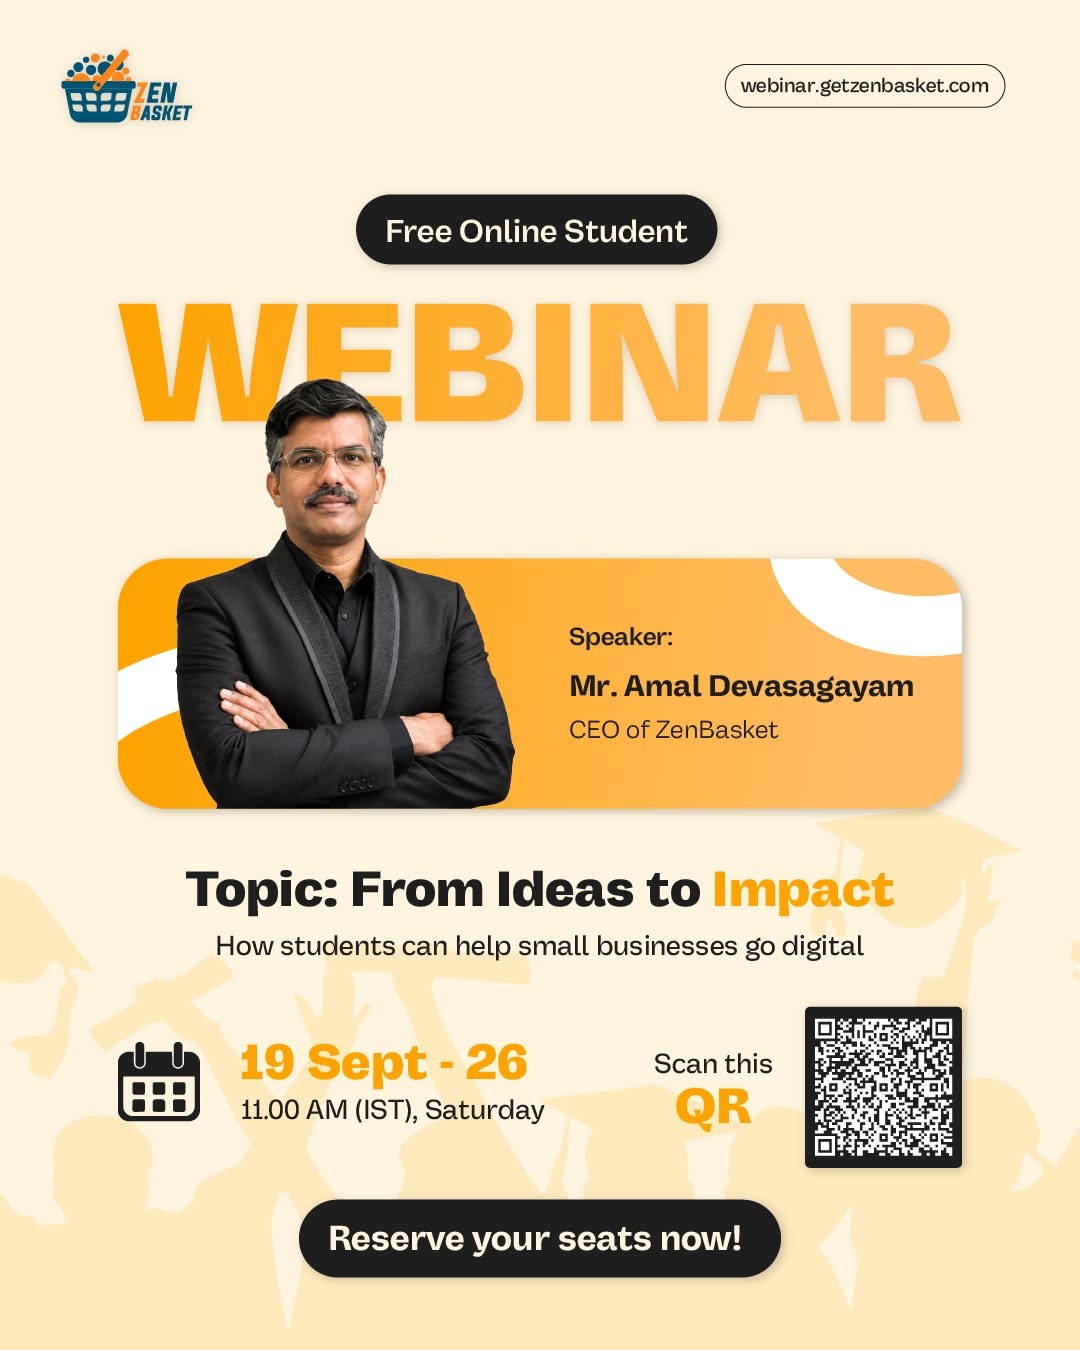 ZEN
BASKET
webinar.getzenbasket.com
Free Online Student
WEBINAR
Speaker:
Mr. Amal Devasagayam
CEO of ZenBasket
Topic: From Ideas to Impact
How students can help small businesses go digital
19 Sept - 26
11.00 AM (IST), Saturday
Scan this
QR
Reserve your seats now!